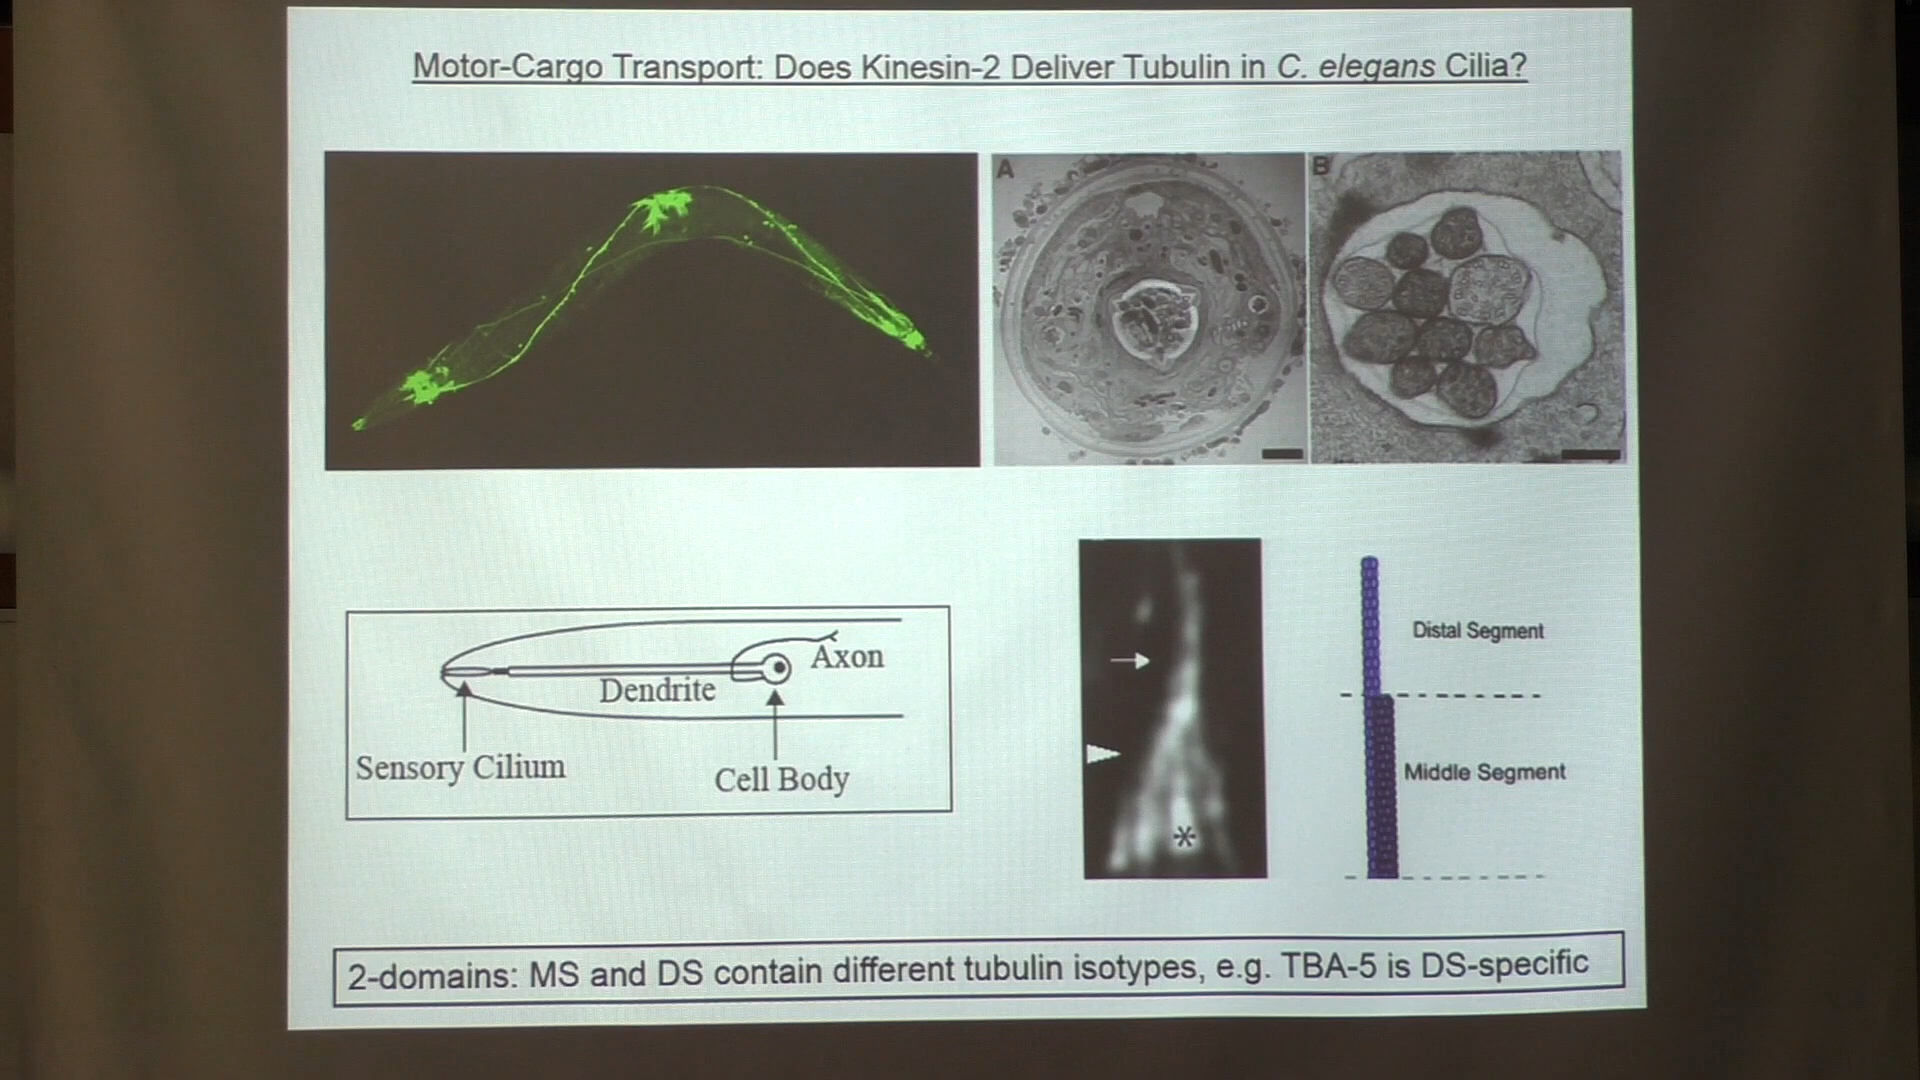 Motor-Cargo Transport: Does Kinesin-2 Deliver Tubulin in C. elegans Cilia?
A
B
Axon
Dendrite
Sensory Cilium
Cell Body
*
Distal Segment
Middle Segment
2-domains: MS and DS contain different tubulin isotypes, e.g. TBA-5 is DS-specific